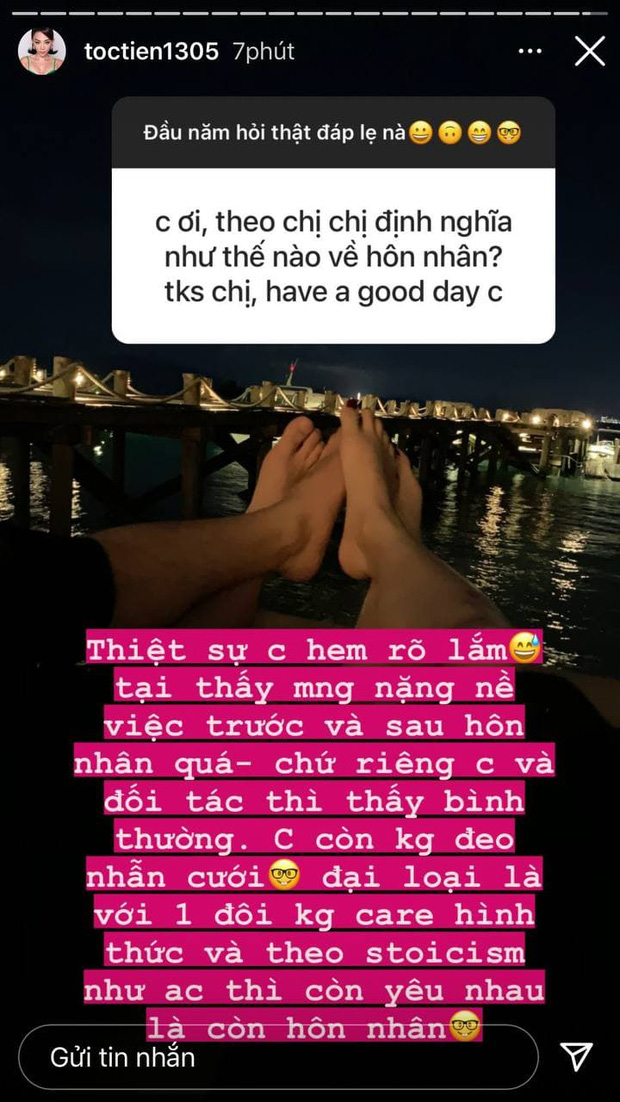 toctien1305 7phút
Đầu năm hỏi thật đáp lẹ nà😀🙃😁🤓
c ơi, theo chị chị định nghĩa
như thế nào về hôn nhân?
tks chị, have a good day c
Thiệt sự c hem rõ lắm😅
tại thấy mng nặng nề
việc trước và sau hôn
nhân quá- chứ riêng c và
đối tác thì thấy bình
thường. C còn kg đeo
nhẫn cưới🤓 đại loại là
với 1 đôi kg care hình
thức và theo stoicism
như ac thì còn yêu nhau
là còn hôn nhân🤓
Gửi tin nhắn